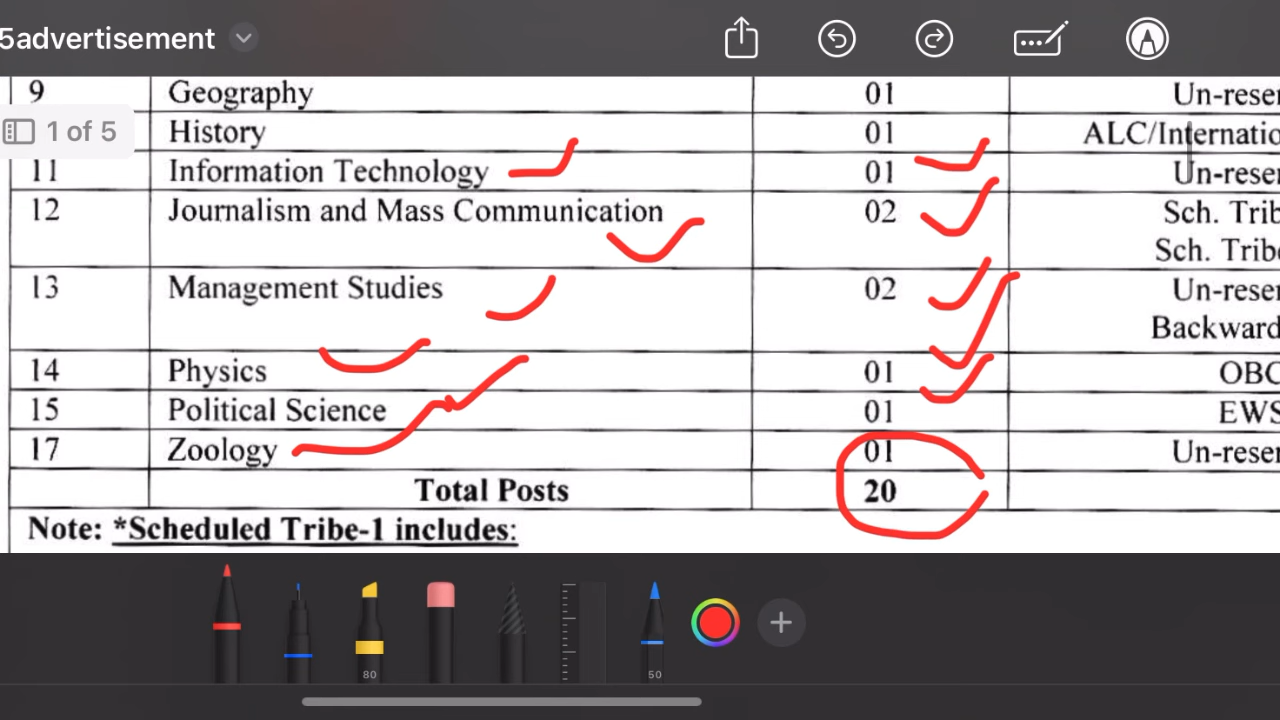 5advertisement
9 Geography 01 Un-reser
1 of 5 History 01 ALC/Internatio
11 Information Technology 01 Un-reser
12 Journalism and Mass Communication 02 Sch. Trib
Sch. Tribe
13 Management Studies 02 Un-reser
Backward
14 Physics 01 OBC
15 Political Science 01 EWS
17 Zoology 01 Un-reser
Total Posts 20
Note: *Scheduled Tribe-1 includes:
80 50